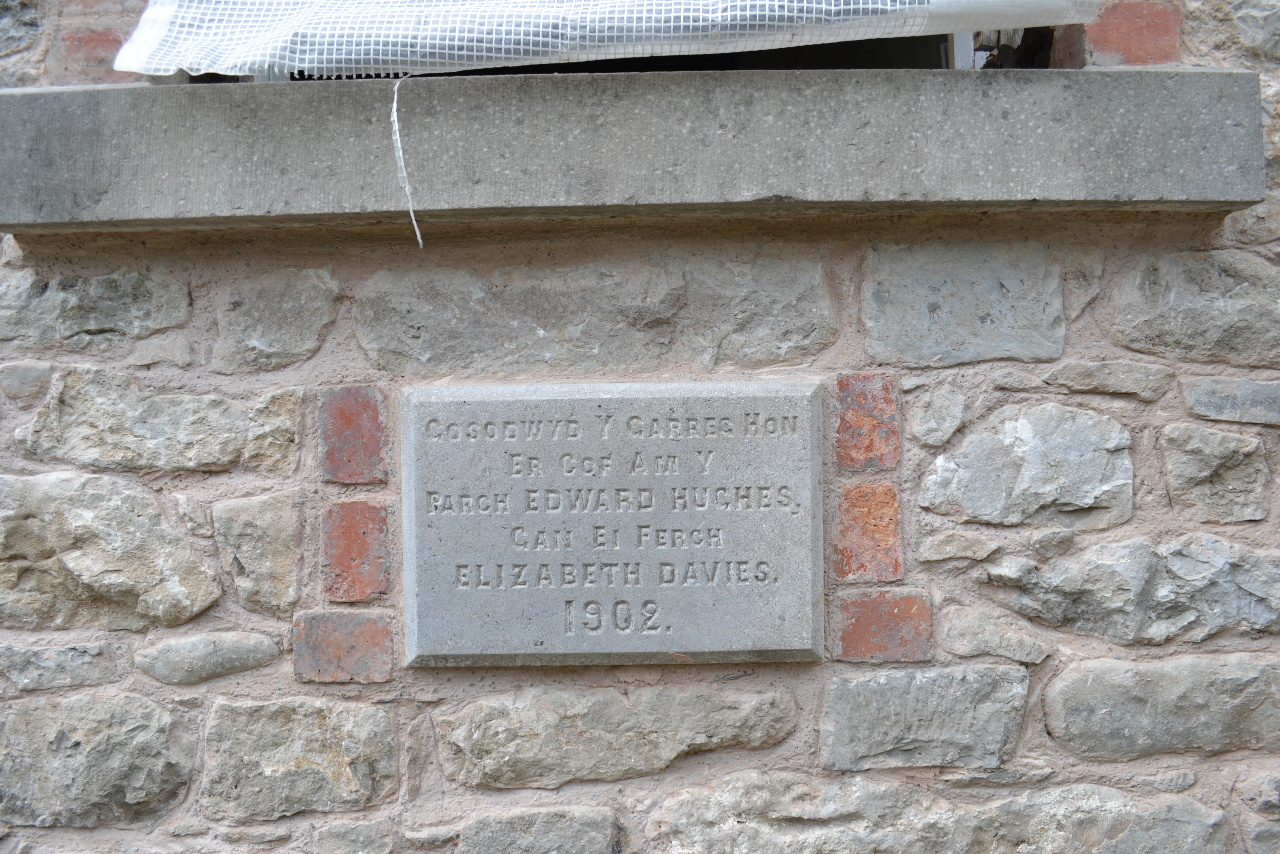 GOSODWYD Y GARREG HON
ER COF AM Y
PARCH EDWARD HUGHES,
GAN EI FERCH
ELIZABETH DAVIES.
1902.